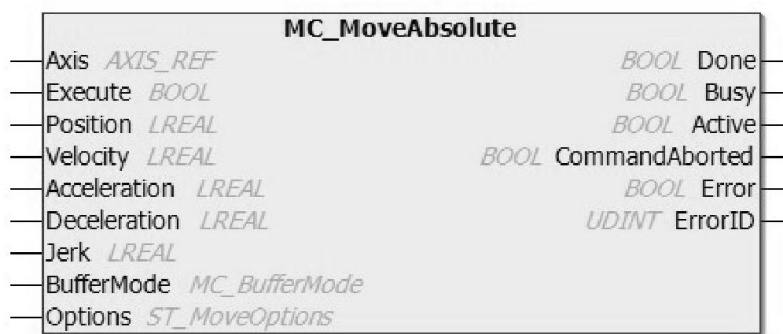 MC_MoveAbsolute
Axis AXIS_REF BOOL Done
Execute BOOL BOOL Busy
Position LREAL BOOL Active
Velocity LREAL BOOL CommandAborted
Acceleration LREAL BOOL Error
Deceleration LREAL UDINT ErrorID
Jerk LREAL
BufferMode MC_BufferMode
Options ST_MoveOptions